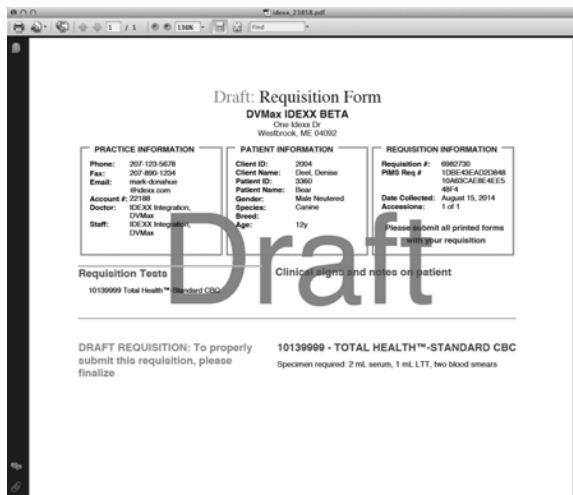 idexx_23858.pdf
1 / 1
136%
Find
Draft: Requisition Form
DVMax IDEXX BETA
One Idexx Dr
Westbrook, ME 04092
PRACTICE INFORMATION
Phone: 207-123-5678
Fax: 207-890-1234
Email: mark-donahue
@idexx.com
Account #: 22188
Doctor: IDEXX Integration,
DVMax
Staff: IDEXX Integration,
DVMax
PATIENT INFORMATION
Client ID: 2004
Client Name: Deel, Denise
Patient ID: 3360
Patient Name: Bear
Gender: Male Neutered
Species: Canine
Breed:
Age: 12y
REQUISITION INFORMATION
Requisition #: 6982730
PIMS Req # 1DBE43EAD2D848
10A63CAE8E4EE5
48F4
Date Collected: August 15, 2014
Accessions: 1 of 1
Please submit all printed forms
with your requisition
Draft
Requisition Tests
10139999 Total Health™-Standard CBC
Clinical signs and notes on patient
DRAFT REQUISITION: To properly
submit this requisition, please
finalize
10139999 - TOTAL HEALTH™-STANDARD CBC
Specimen required: 2 mL serum, 1 mL LTT, two blood smears